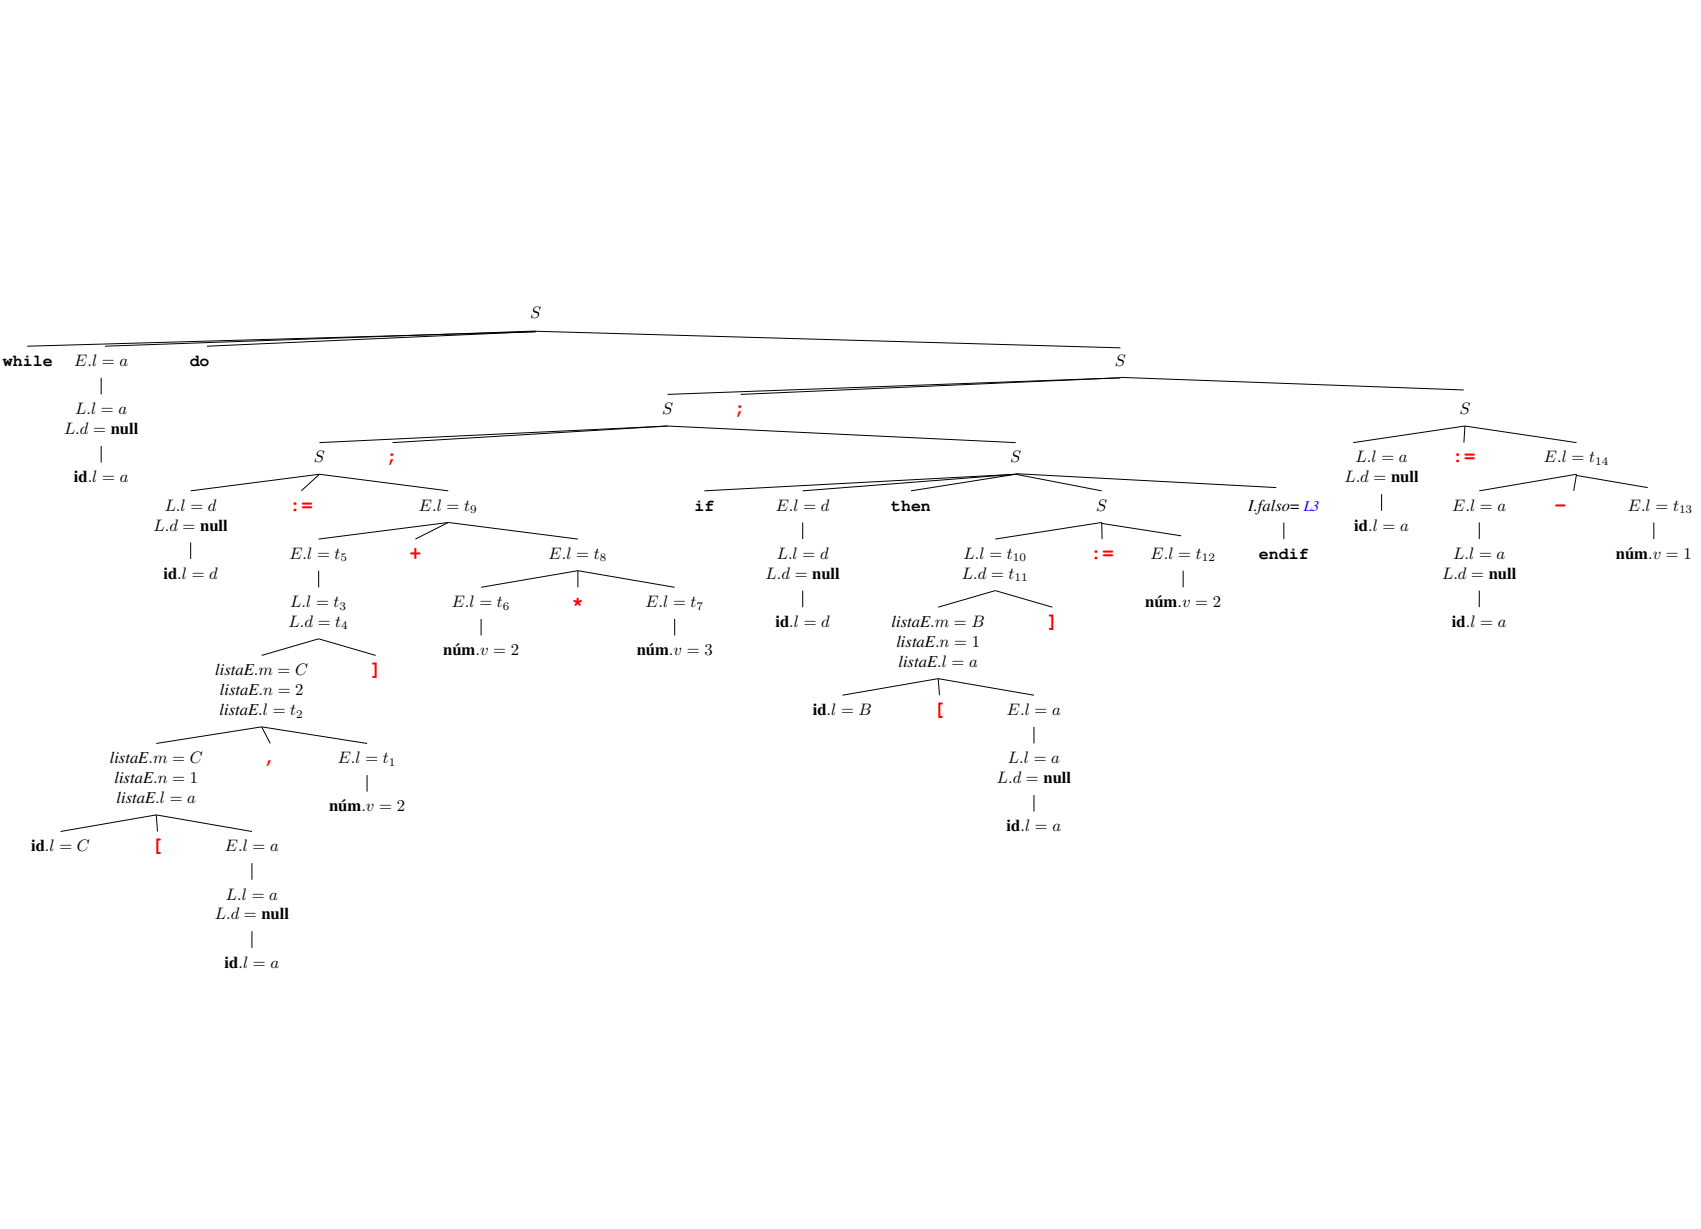 S
while E.l = a do S
L.l = a S ; S
L.d = null
id.l = a S ; S L.l = a := E.l = t₁₄
L.d = null
L.l = d := E.l = t₉ if E.l = d then S I.falso= L3 id.l = a E.l = a − E.l = t₁₃
L.d = null
id.l = d E.l = t₅ + E.l = t₈ L.l = d L.l = t₁₀ := E.l = t₁₂ endif L.l = a núm.v = 1
L.d = null L.d = t₁₁ L.d = null
L.l = t₃ E.l = t₆ * E.l = t₇ núm.v = 2
L.d = t₄ id.l = d listaE.m = B ] id.l = a
listaE.n = 1
núm.v = 2 núm.v = 3
listaE.l = a
listaE.m = C ]
listaE.n = 2
listaE.l = t₂ id.l = B [ E.l = a
listaE.m = C , E.l = t₁ L.l = a
listaE.n = 1 L.d = null
listaE.l = a núm.v = 2
id.l = a
id.l = C [ E.l = a
L.l = a
L.d = null
id.l = a